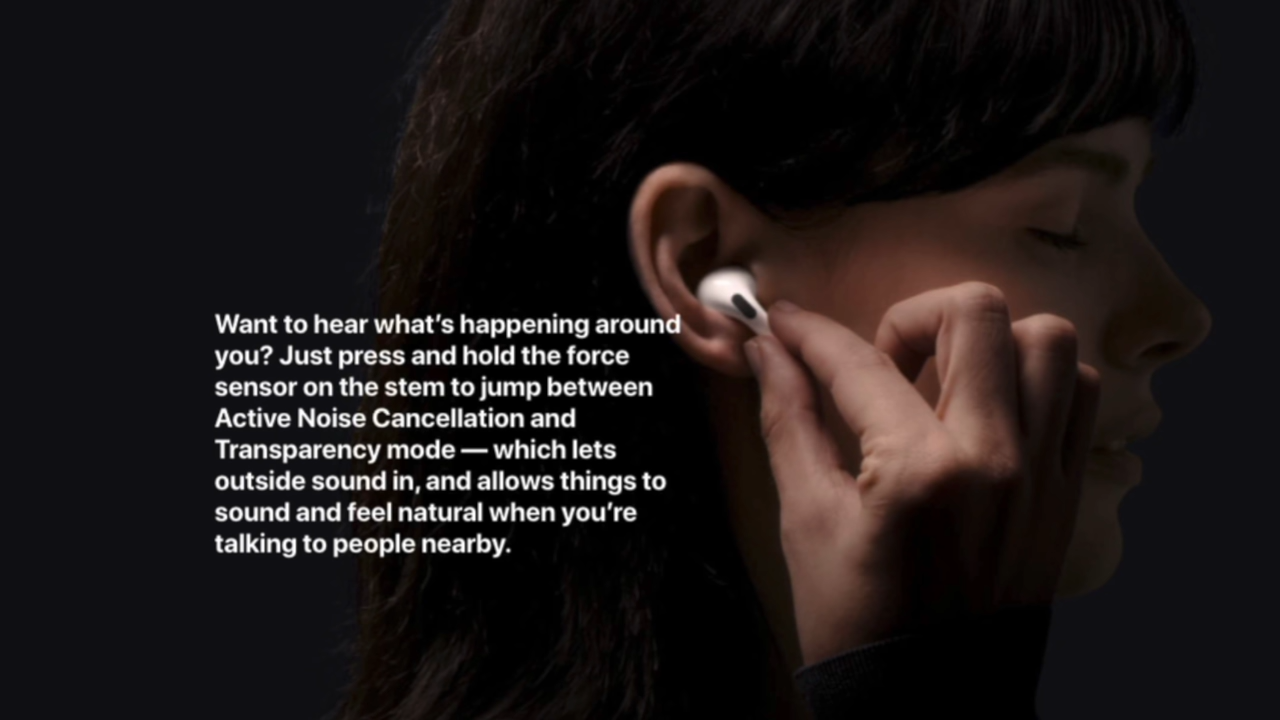 Want to hear what’s happening around
you? Just press and hold the force
sensor on the stem to jump between
Active Noise Cancellation and
Transparency mode — which lets
outside sound in, and allows things to
sound and feel natural when you’re
talking to people nearby.